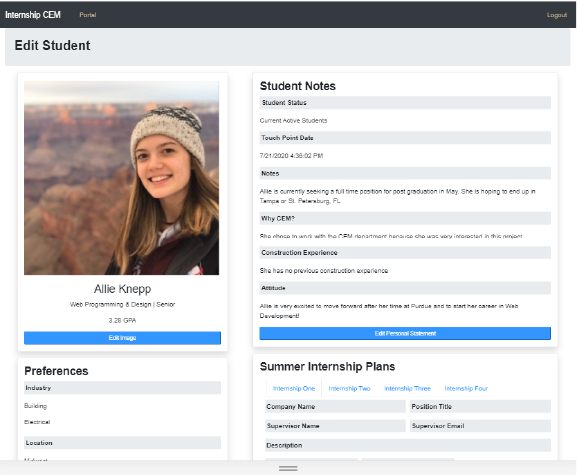 Internship CEM Portal Logout
Edit Student
Allie Knepp
Web Programming & Design | Senior
3.28 GPA
Edit Image
Preferences
Industry
Building
Electrical
Location
Midwest
Student Notes
Student Status
Current Active Students
Touch Point Date
7/21/2020 4:36:02 PM
Notes
Allie is currently seeking a full time position for post graduation in May. She is hoping to end up in
Tampa or St. Petersburg, FL
Why CEM?
She chose to work with the CEM department because she was very interested in this project
Construction Experience
She has no previous construction experience
Attitude
Allie is very excited to move forward after her time at Purdue and to start her career in Web
Development!
Edit Personal Statement
Summer Internship Plans
Internship One Internship Two Internship Three Internship Four
Company Name Position Title
Supervisor Name Supervisor Email
Description